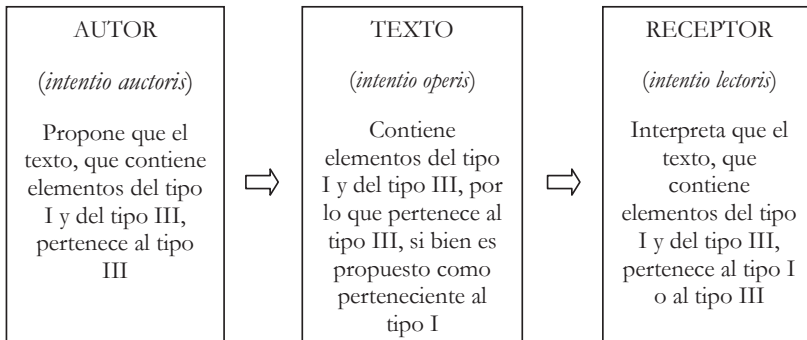 AUTOR
(intentio auctoris)
Propone que el
texto, que contiene
elementos del tipo
I y del tipo III,
pertenece al tipo
III
TEXTO
(intentio operis)
Contiene
elementos del tipo
I y del tipo III, por
lo que pertenece al
tipo III, si bien es
propuesto como
perteneciente al
tipo I
RECEPTOR
(intentio lectoris)
Interpreta que el
texto, que
contiene
elementos del tipo
I y del tipo III,
pertenece al tipo I
o al tipo III